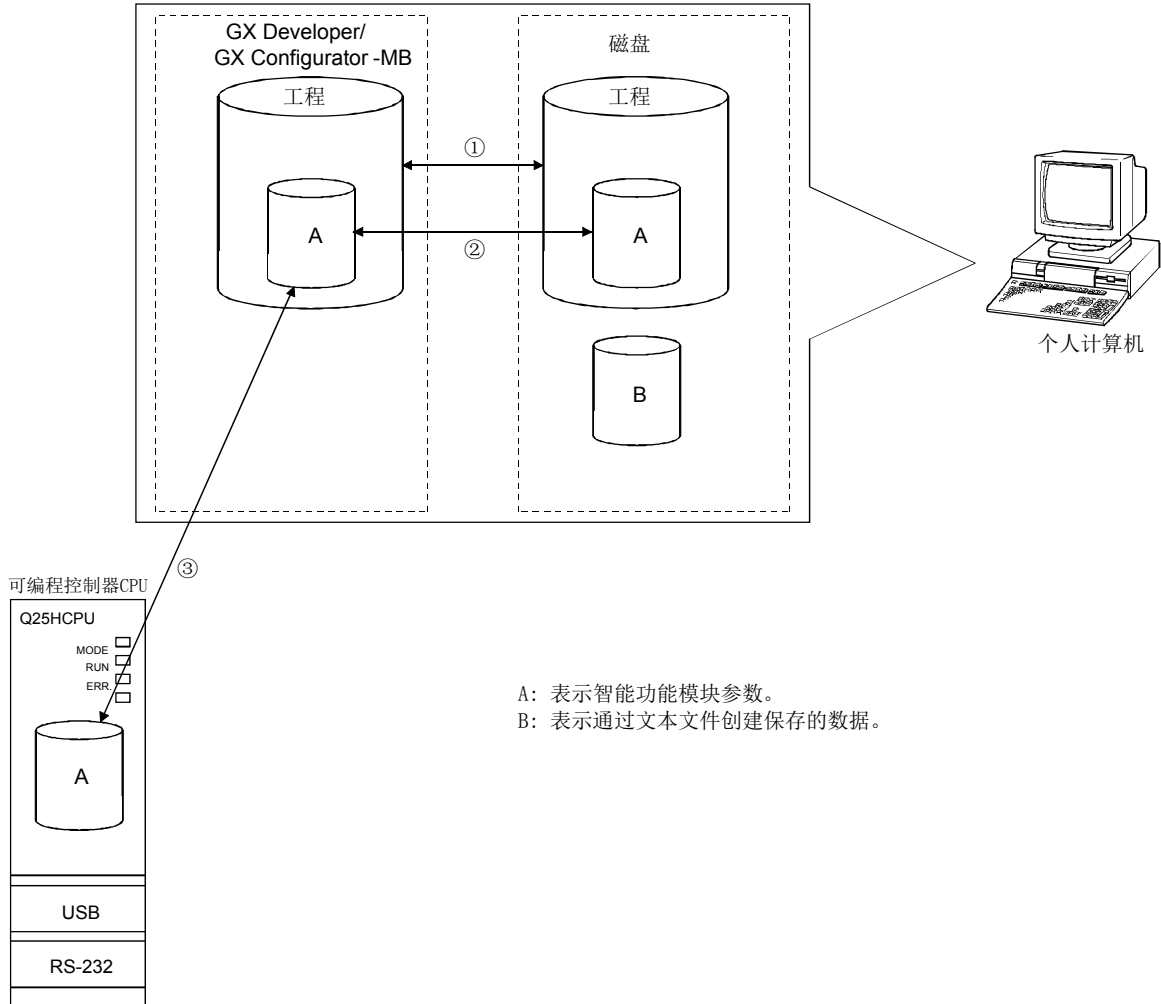 GX Developer/
GX Configurator -MB
磁盘
工程
工程
①
A
A
②
B
个人计算机
③
可编程控制器CPU
Q25HCPU
MODE
RUN
ERR.
A
A: 表示智能功能模块参数。
B: 表示通过文本文件创建保存的数据。
USB
RS-232